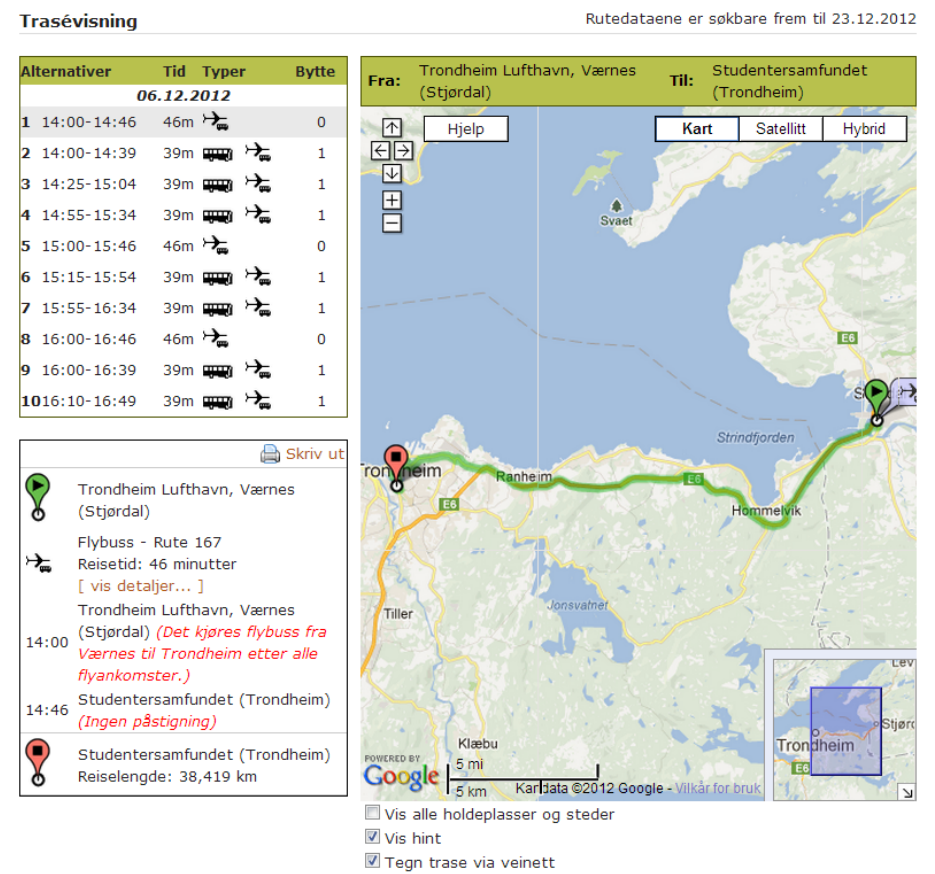 Trasévisning
Rutedataene er søkbare frem til 23.12.2012
Alternativer Tid Typer Bytte
06.12.2012
1 14:00-14:46 46m 0
2 14:00-14:39 39m 1
3 14:25-15:04 39m 1
4 14:55-15:34 39m 1
5 15:00-15:46 46m 0
6 15:15-15:54 39m 1
7 15:55-16:34 39m 1
8 16:00-16:46 46m 0
9 16:00-16:39 39m 1
10 16:10-16:49 39m 1
Skriv ut
Trondheim Lufthavn, Værnes
(Stjørdal)
Flybuss - Rute 167
Reisetid: 46 minutter
[ vis detaljer... ]
Trondheim Lufthavn, Værnes
14:00 (Stjørdal) (Det kjøres flybuss fra
Værnes til Trondheim etter alle
flyankomster.)
14:46 Studentersamfundet (Trondheim)
(Ingen påstigning)
Studentersamfundet (Trondheim)
Reiselengde: 38,419 km
Fra: Trondheim Lufthavn, Værnes
(Stjørdal)
Til: Studentersamfundet
(Trondheim)
Hjelp
Kart Satellitt Hybrid
Svaet
E6
Strindfjorden
Ranheim
E6
E6
Hommelvik
Jonsvatnet
Tiller
Klæbu
Lev
Stjørd
Trondheim
E6
POWERED BY
Google
5 mi
5 km
Kartdata ©2012 Google - Vilkår for bruk
Vis alle holdeplasser og steder
Vis hint
Tegn trase via veinett